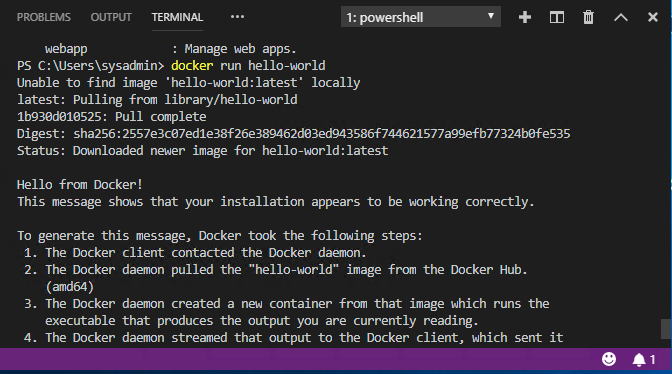 PROBLEMS OUTPUT TERMINAL ... 1: powershell
webapp : Manage web apps.
PS C:\Users\sysadmin> docker run hello-world
Unable to find image 'hello-world:latest' locally
latest: Pulling from library/hello-world
1b930d010525: Pull complete
Digest: sha256:2557e3c07ed1e38f26e389462d03ed943586f744621577a99efb77324b0fe535
Status: Downloaded newer image for hello-world:latest
Hello from Docker!
This message shows that your installation appears to be working correctly.
To generate this message, Docker took the following steps:
1. The Docker client contacted the Docker daemon.
2. The Docker daemon pulled the "hello-world" image from the Docker Hub.
(amd64)
3. The Docker daemon created a new container from that image which runs the
executable that produces the output you are currently reading.
4. The Docker daemon streamed that output to the Docker client, which sent it
1